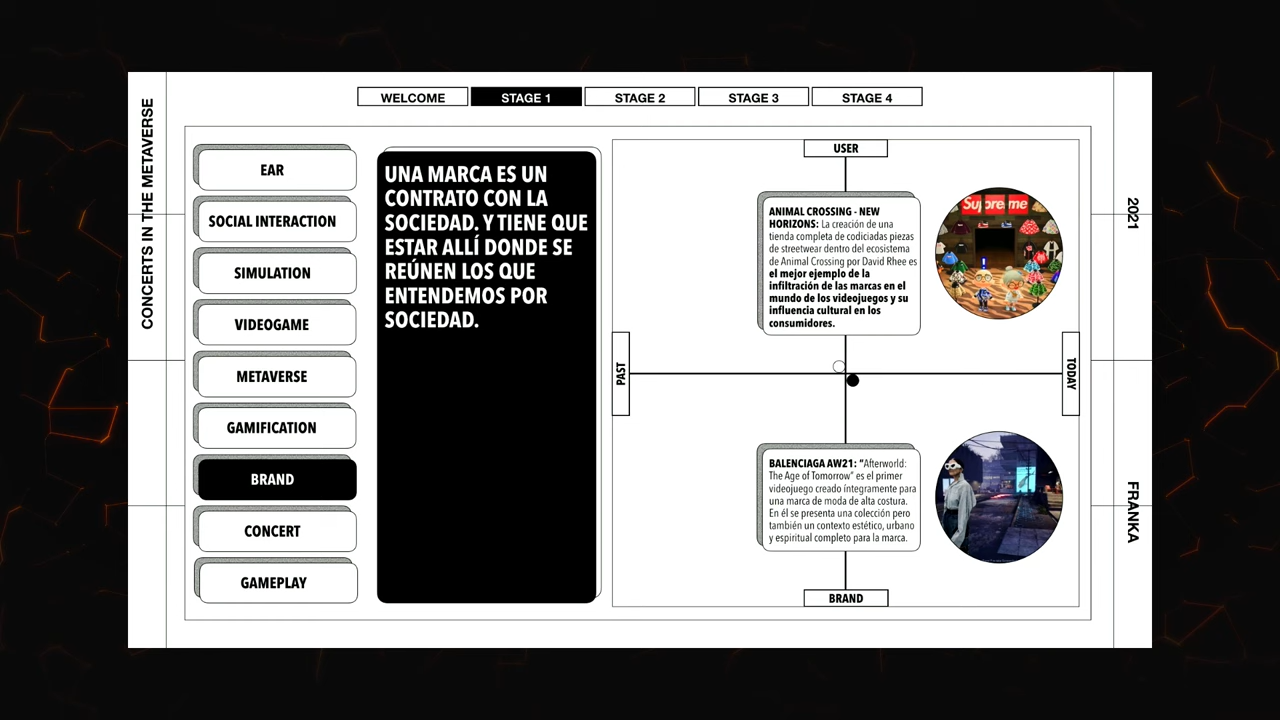 WELCOME
STAGE 1
STAGE 2
STAGE 3
STAGE 4
CONCERTS IN THE METAVERSE
EAR
SOCIAL INTERACTION
SIMULATION
VIDEOGAME
METAVERSE
GAMIFICATION
BRAND
CONCERT
GAMEPLAY
UNA MARCA ES UN
CONTRATO CON LA
SOCIEDAD. Y TIENE QUE
ESTAR ALLÍ DONDE SE
REÚNEN LOS QUE
ENTENDEMOS POR
SOCIEDAD.
USER
ANIMAL CROSSING - NEW
HORIZONS: La creación de una
tienda completa de codiciadas piezas
de streetwear dentro del ecosistema
de Animal Crossing por David Rhee es
el mejor ejemplo de la
infiltración de las marcas en el
mundo de los videojuegos y su
influencia cultural en los
consumidores.
Supreme
PAST
TODAY
BALENCIAGA AW21: "Afterworld:
The Age of Tomorrow" es el primer
videojuego creado íntegramente para
una marca de moda de alta costura.
En él se presenta una colección pero
también un contexto estético, urbano
y espiritual completo para la marca.
BRAND
2021
FRANKA